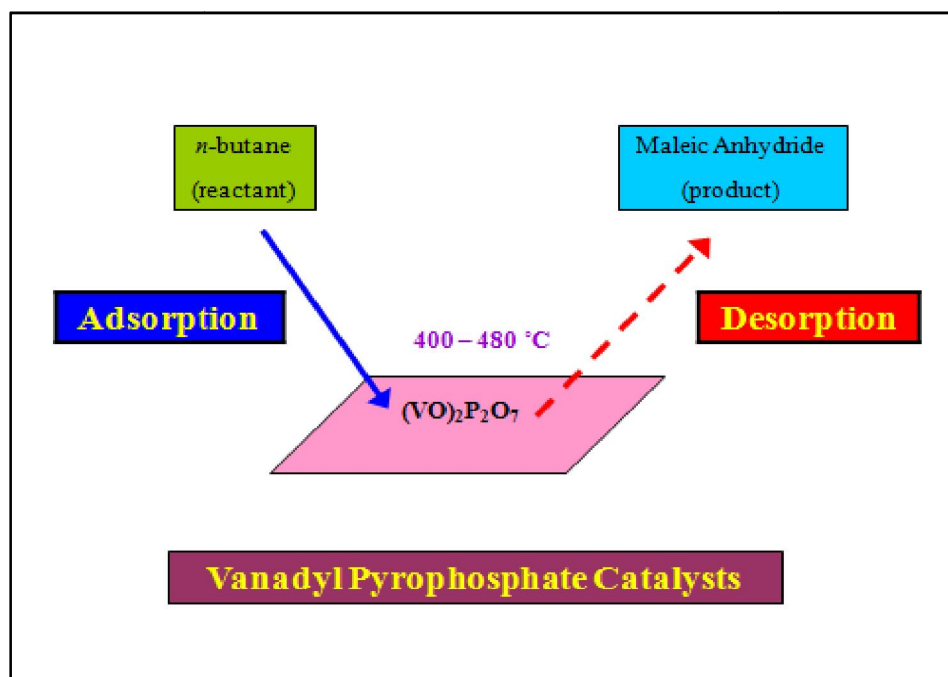 n-butane
(reactant)
Maleic Anhydride
(product)
Adsorption
Desorption
400 – 480 °C
(VO)₂P₂O₇
Vanadyl Pyrophosphate Catalysts